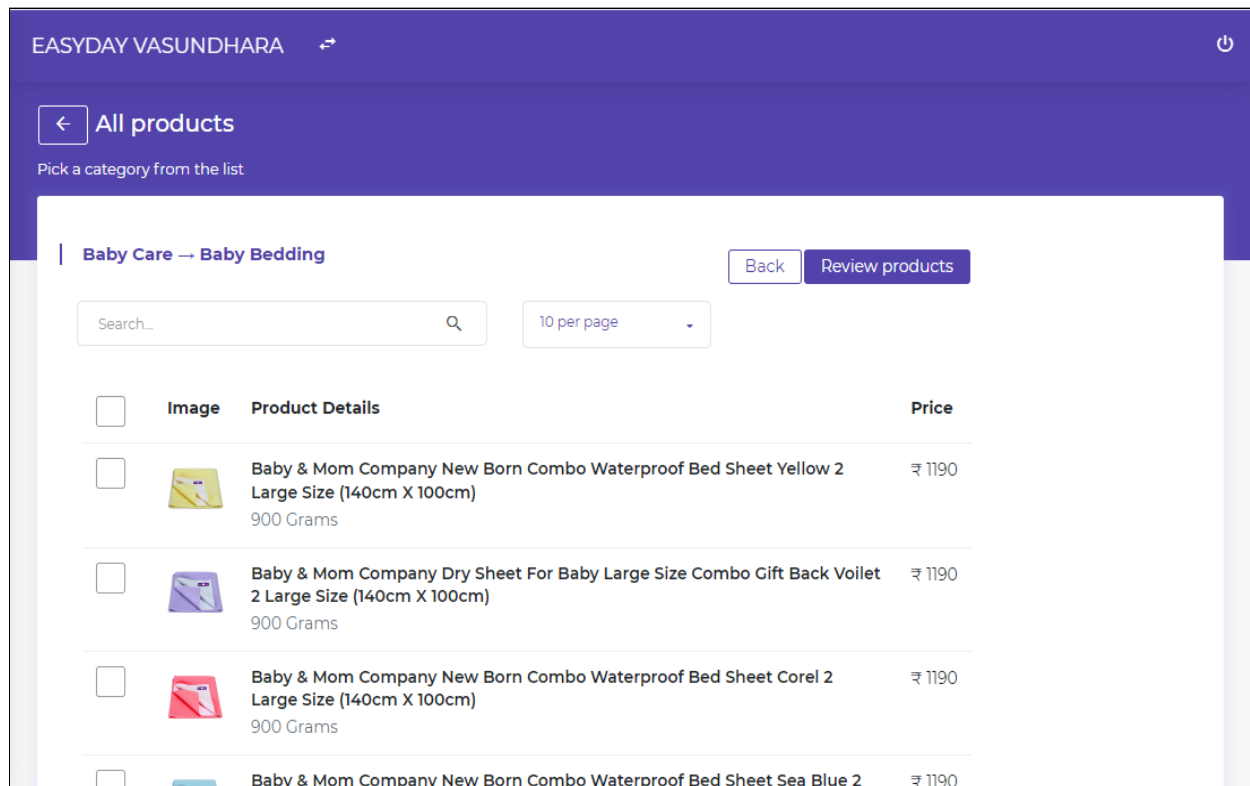 EASYDAY VASUNDHARA
All products
Pick a category from the list
Baby Care → Baby Bedding
Back
Review products
Search...
10 per page
Image Product Details Price
Baby & Mom Company New Born Combo Waterproof Bed Sheet Yellow 2 ₹ 1190
Large Size (140cm X 100cm)
900 Grams
Baby & Mom Company Dry Sheet For Baby Large Size Combo Gift Back Voilet ₹ 1190
2 Large Size (140cm X 100cm)
900 Grams
Baby & Mom Company New Born Combo Waterproof Bed Sheet Corel 2 ₹ 1190
Large Size (140cm X 100cm)
900 Grams
Baby & Mom Company New Born Combo Waterproof Bed Sheet Sea Blue 2 ₹ 1190